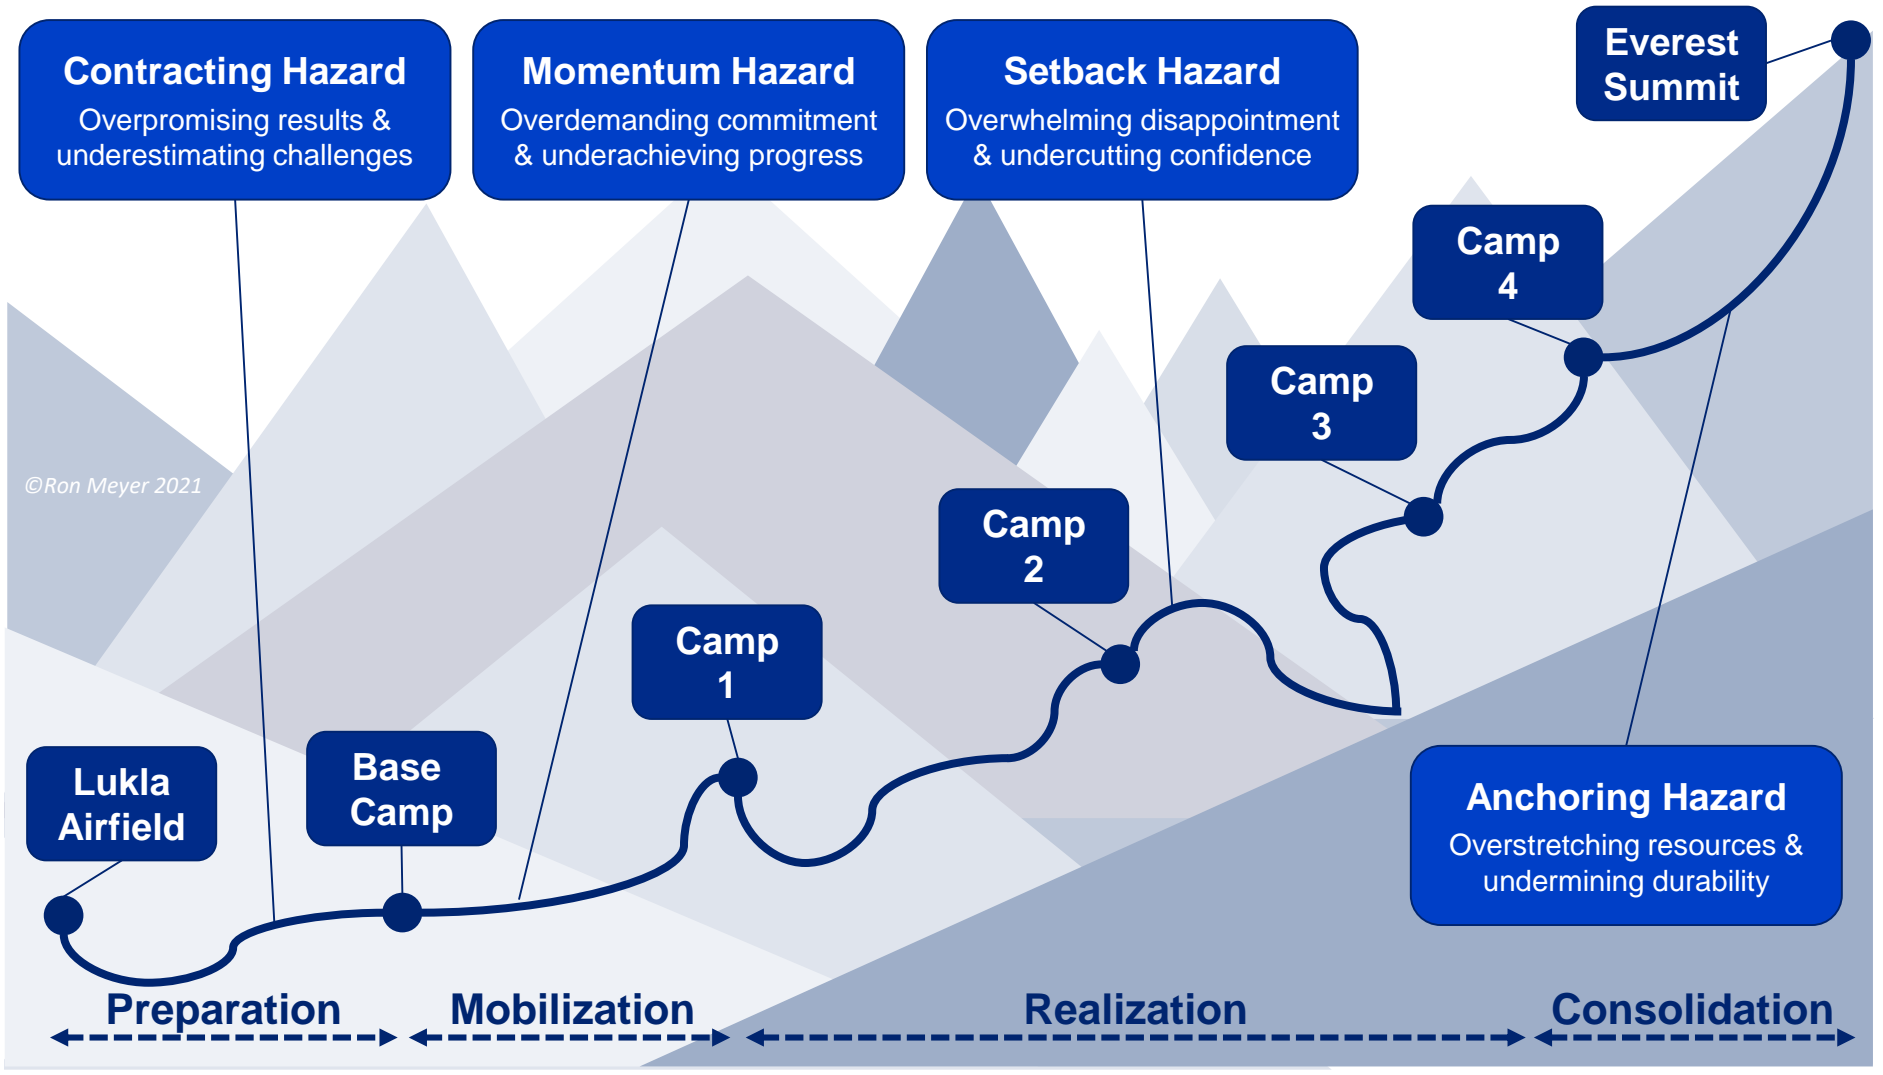 Contracting Hazard
Overpromising results &
underestimating challenges
Momentum Hazard
Overdemanding commitment
& underachieving progress
Setback Hazard
Overwhelming disappointment
& undercutting confidence
Everest
Summit
Camp
4
Camp
3
©Ron Meyer 2021
Camp
2
Camp
1
Base
Camp
Lukla
Airfield
Anchoring Hazard
Overstretching resources &
undermining durability
Preparation
Mobilization
Realization
Consolidation